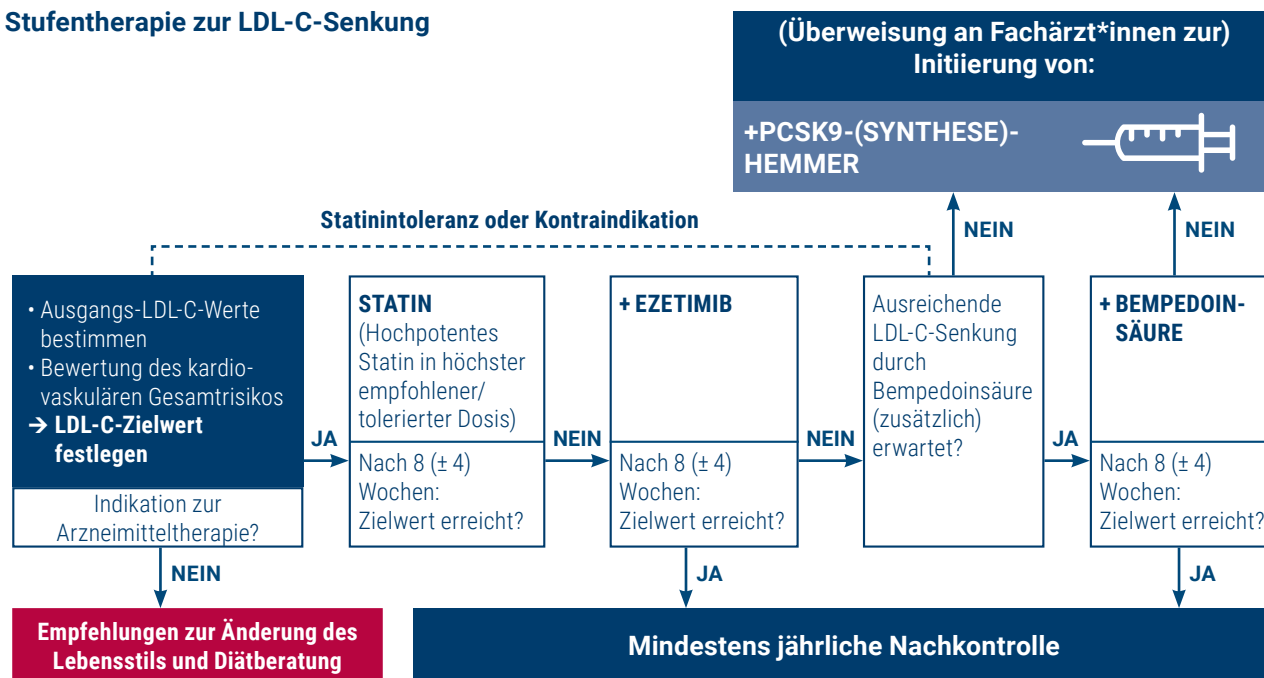 Stufentherapie zur LDL-C-Senkung
(Überweisung an Fachärzt*innen zur)
Initiierung von:
+PCSK9-(SYNTHESE)-
HEMMER
Statinintoleranz oder Kontraindikation
NEIN
NEIN
• Ausgangs-LDL-C-Werte
bestimmen
• Bewertung des kardio-
vaskulären Gesamtrisikos
→ LDL-C-Zielwert
festlegen
Indikation zur
Arzneimitteltherapie?
JA
STATIN
(Hochpotentes
Statin in höchster
empfohlener/
tolerierter Dosis)
Nach 8 (± 4)
Wochen:
Zielwert erreicht?
NEIN
+ EZETIMIB
Nach 8 (± 4)
Wochen:
Zielwert erreicht?
NEIN
Ausreichende
LDL-C-Senkung
durch
Bempedoinsäure
(zusätzlich)
erwartet?
JA
+ BEMPEDOIN-
SÄURE
Nach 8 (± 4)
Wochen:
Zielwert erreicht?
NEIN
JA
JA
Empfehlungen zur Änderung des
Lebensstils und Diätberatung
Mindestens jährliche Nachkontrolle